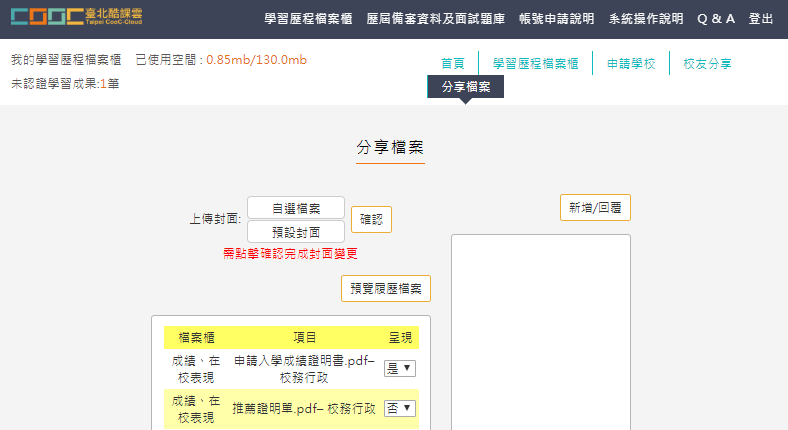 COOC 臺北酷課雲
Taipei CooC-Cloud
學習歷程檔案櫃 歷屆備審資料及面試題庫 帳號申請說明 系統操作說明 Q & A 登出
我的學習歷程檔案櫃 已使用空間 : 0.85mb/130.0mb
未認證學習成果:1筆
首頁 學習歷程檔案櫃 申請學校 校友分享
分享檔案
分享檔案
上傳封面:
自選檔案
預設封面
確認
需點擊確認完成封面變更
新增/回覆
預覽履歷檔案
檔案櫃 項目 呈現
成績、在
校表現
申請入學成績證明書.pdf–
校務行政
是 ▼
成績、在
校表現
推薦證明單.pdf– 校務行政
否 ▼